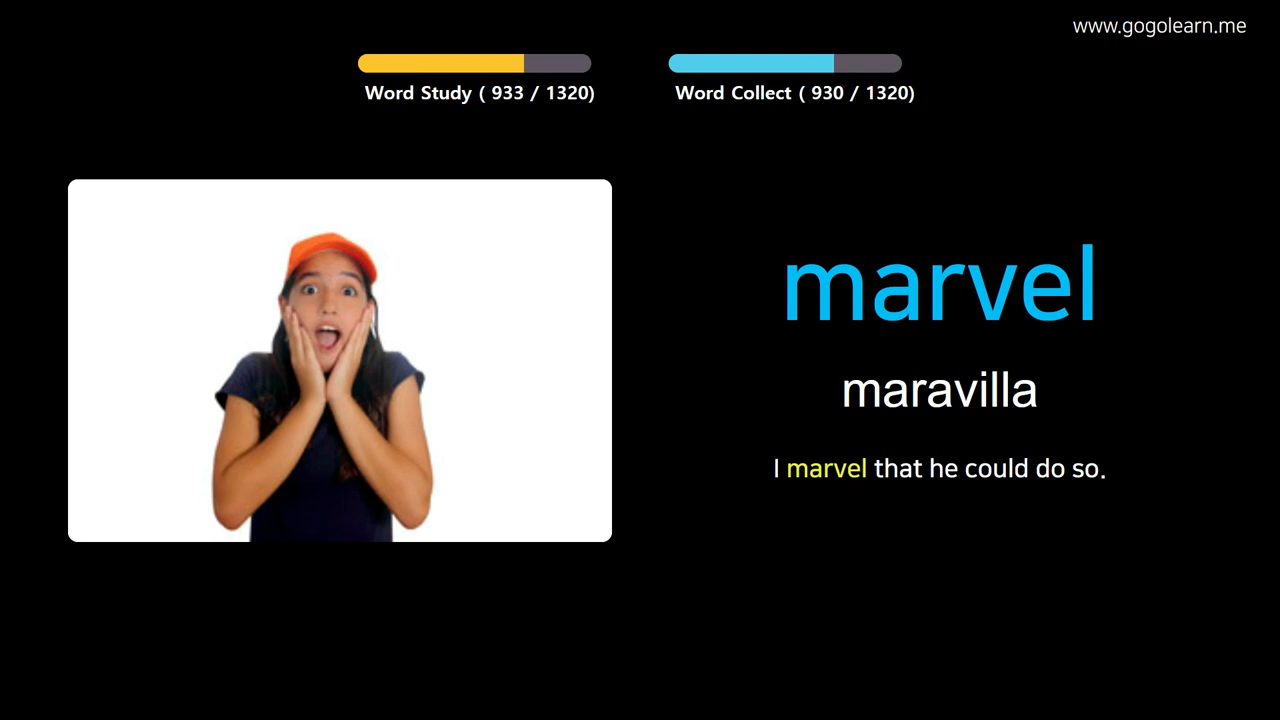 www.gogolearn.me
Word Study ( 933 / 1320)
Word Collect ( 930 / 1320)
marvel
maravilla
I marvel that he could do so.